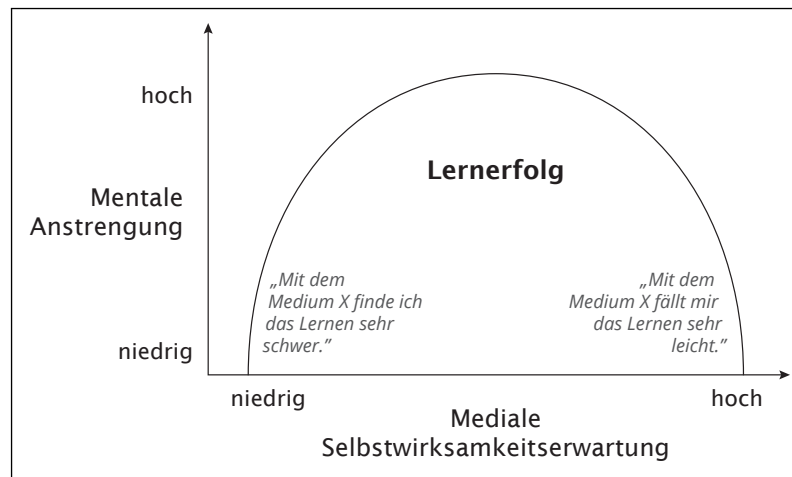 hoch
Mentale
Anstrengung
niedrig
Lernerfolg
„Mit dem
Medium X finde ich
das Lernen sehr
schwer.”
„Mit dem
Medium X fällt mir
das Lernen sehr
leicht.”
niedrig
hoch
Mediale
Selbstwirksamkeitserwartung